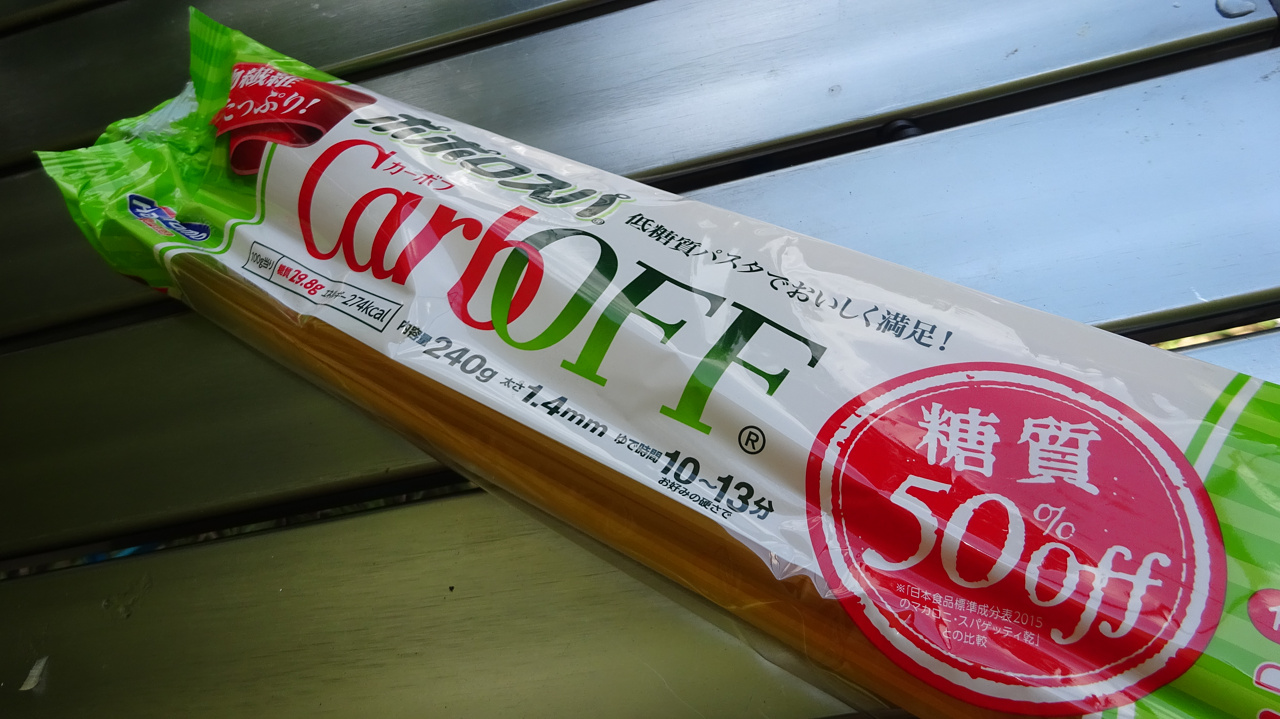 繊維
たっぷり!
ポポロスパ®
カーボフ
CarbOFF®
低糖質パスタでおいしく満足!
100g当り 糖質29.8g エネルギー274kcal
内容量240g 太さ1.4mm ゆで時間10~13分
お好みの硬さで
糖質
50%off
※「日本食品標準成分表2015
のマカロニ・スパゲッティ乾」
との比較